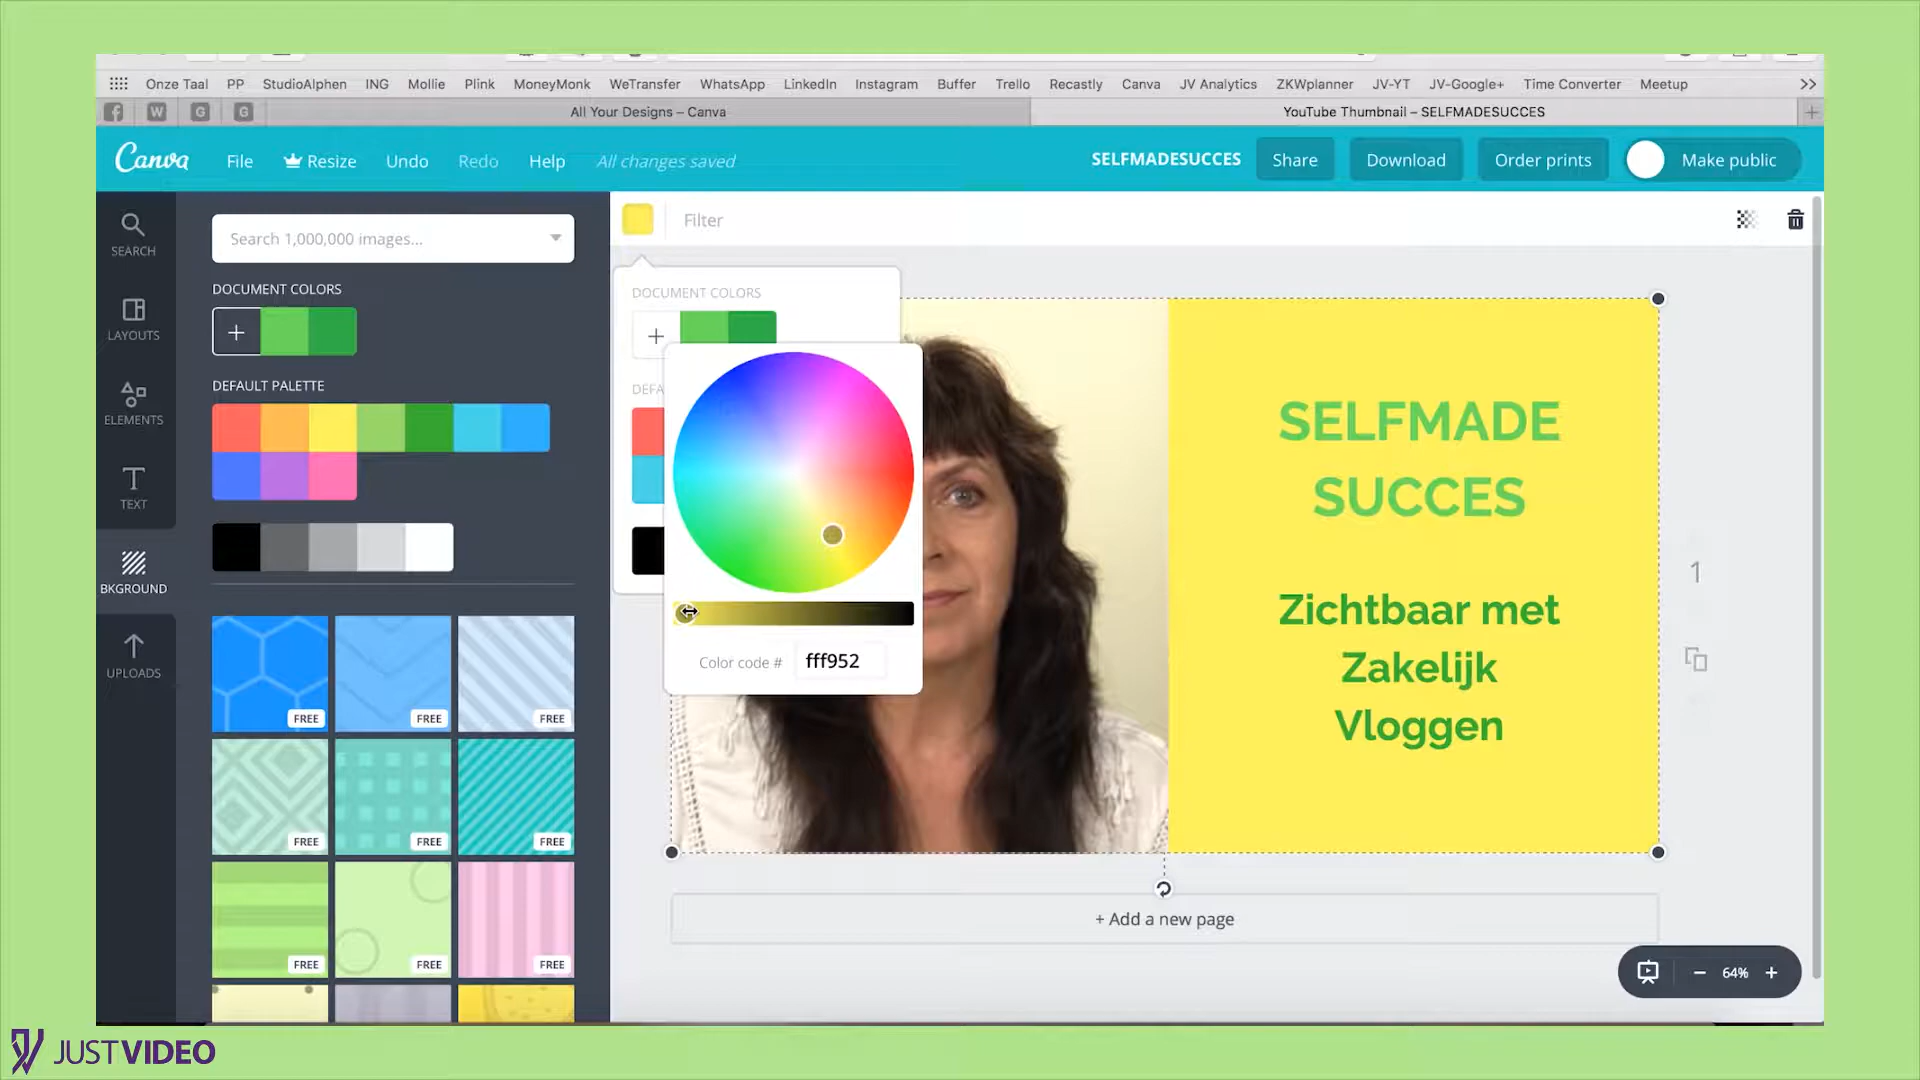 Onze Taal PP StudioAlphen ING Mollie Plink MoneyMonk WeTransfer WhatsApp LinkedIn Instagram Buffer Trello Recastly Canva JV Analytics ZKWplanner JV-YT JV-Google+ Time Converter Meetup >>
f W G G All Your Designs – Canva YouTube Thumbnail – SELFMADESUCCES +
Canva File Resize Undo Redo Help All changes saved SELFMADESUCCES Share Download Order prints Make public
SEARCH
LAYOUTS
ELEMENTS
TEXT
BKGROUND
UPLOADS
Search 1,000,000 images...
DOCUMENT COLORS
+
DEFAULT PALETTE
FREE FREE FREE
FREE FREE FREE
FREE FREE FREE
Filter
DOCUMENT COLORS
+
DEFA
Color code # fff952
SELFMADE
SUCCES
Zichtbaar met
Zakelijk
Vloggen
1
+ Add a new page
− 64% +
JUSTVIDEO